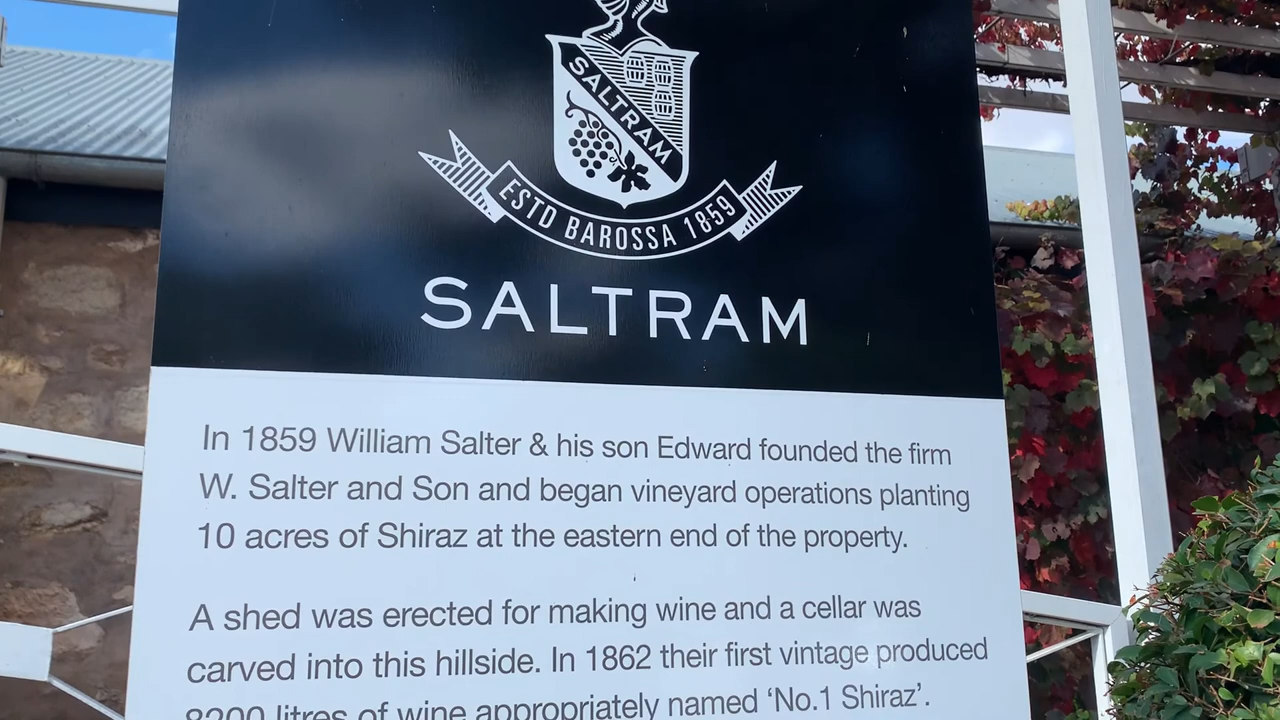 SALTRAM
ESTD BAROSSA 1859
SALTRAM
In 1859 William Salter & his son Edward founded the firm
W. Salter and Son and began vineyard operations planting
10 acres of Shiraz at the eastern end of the property.
A shed was erected for making wine and a cellar was
carved into this hillside. In 1862 their first vintage produced
8200 litres of wine appropriately named ‘No.1 Shiraz’.